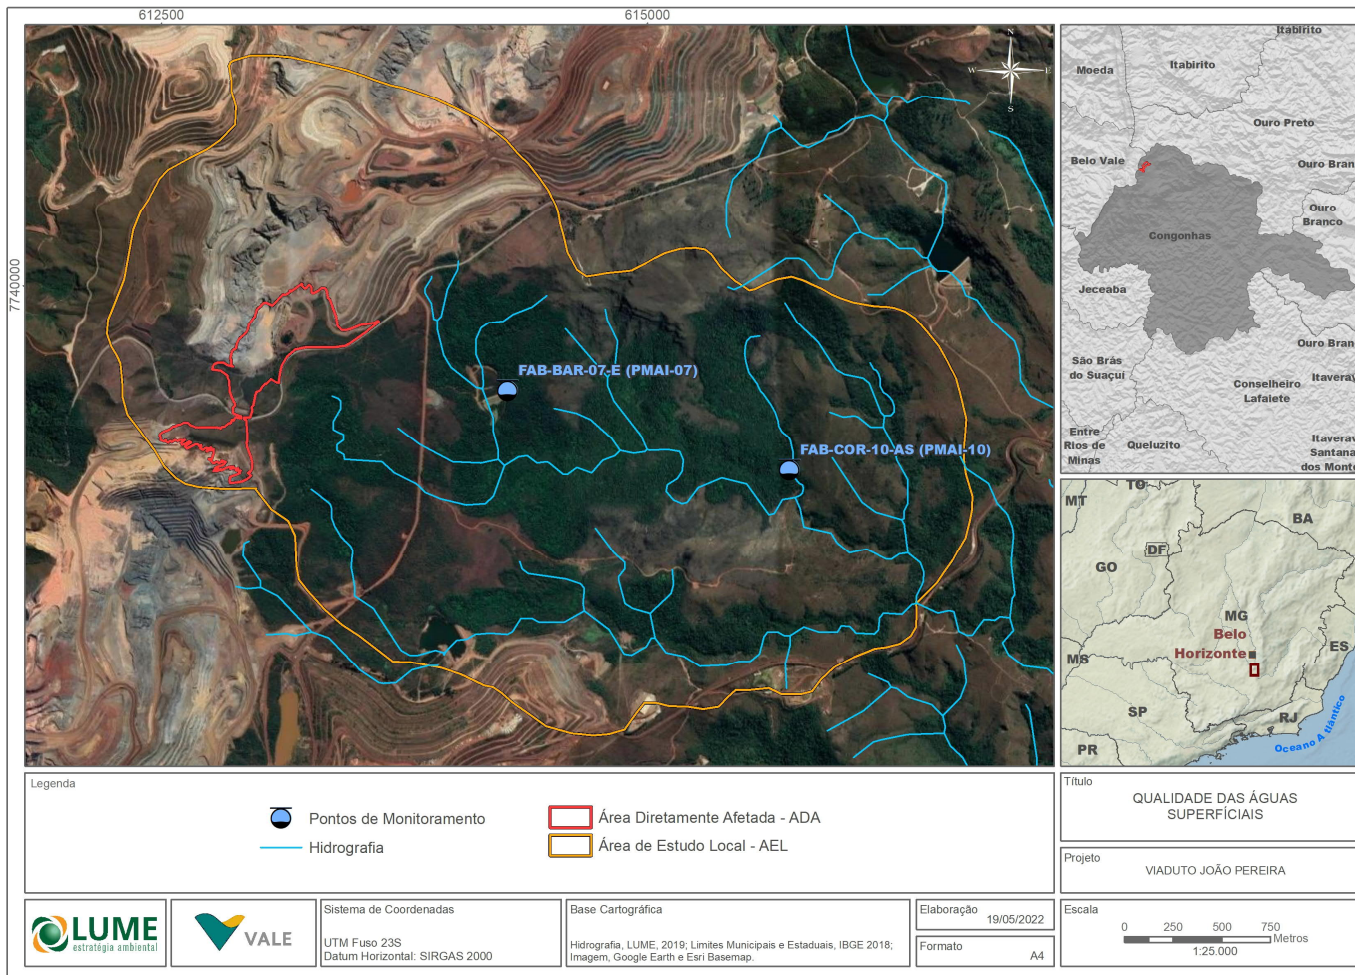 612500
615000
7740000
N
W
E
S
FAB-BAR-07-E (PMAI-07)
FAB-COR-10-AS (PMAI-10)
Itabirito
Moeda
Itabirito
Ouro Preto
Belo Vale
Ouro Bran
Ouro
Branco
Congonhas
Jeceaba
Ouro Bran
São Brás
do Suaçuí
Itaveray
Conselheiro
Lafaiete
Entre
Rios de
Minas
Queluzito
Itaverav
Santana
dos Monte
TO
MT
BA
DF
GO
MG
Belo
Horizonte
ES
MS
SP
RJ
PR
Oceano Atlântico
Legenda
Pontos de Monitoramento
Hidrografia
Área Diretamente Afetada - ADA
Área de Estudo Local - AEL
Título
QUALIDADE DAS ÁGUAS
SUPERFÍCIAIS
Projeto
VIADUTO JOÃO PEREIRA
LUME
estratégia ambiental
VALE
Sistema de Coordenadas
UTM Fuso 23S
Datum Horizontal: SIRGAS 2000
Base Cartográfica
Hidrografia, LUME, 2019; Limites Municipais e Estaduais, IBGE 2018;
Imagem, Google Earth e Esri Basemap.
Elaboração
19/05/2022
Formato
A4
Escala
0 250 500 750
Metros
1:25.000